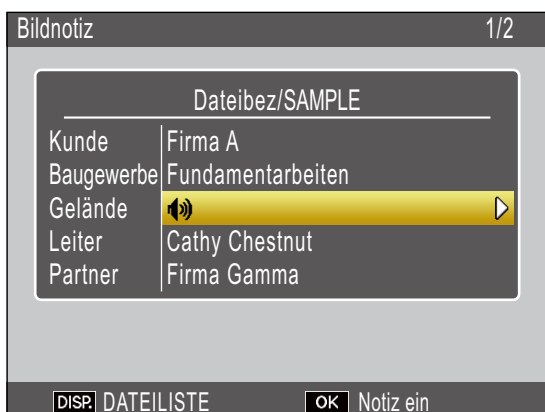 Bildnotiz 1/2
Dateibez/SAMPLE
Kunde Firma A
Baugewerbe Fundamentarbeiten
Gelände
Leiter Cathy Chestnut
Partner Firma Gamma
DISP. DATEILISTE OK Notiz ein